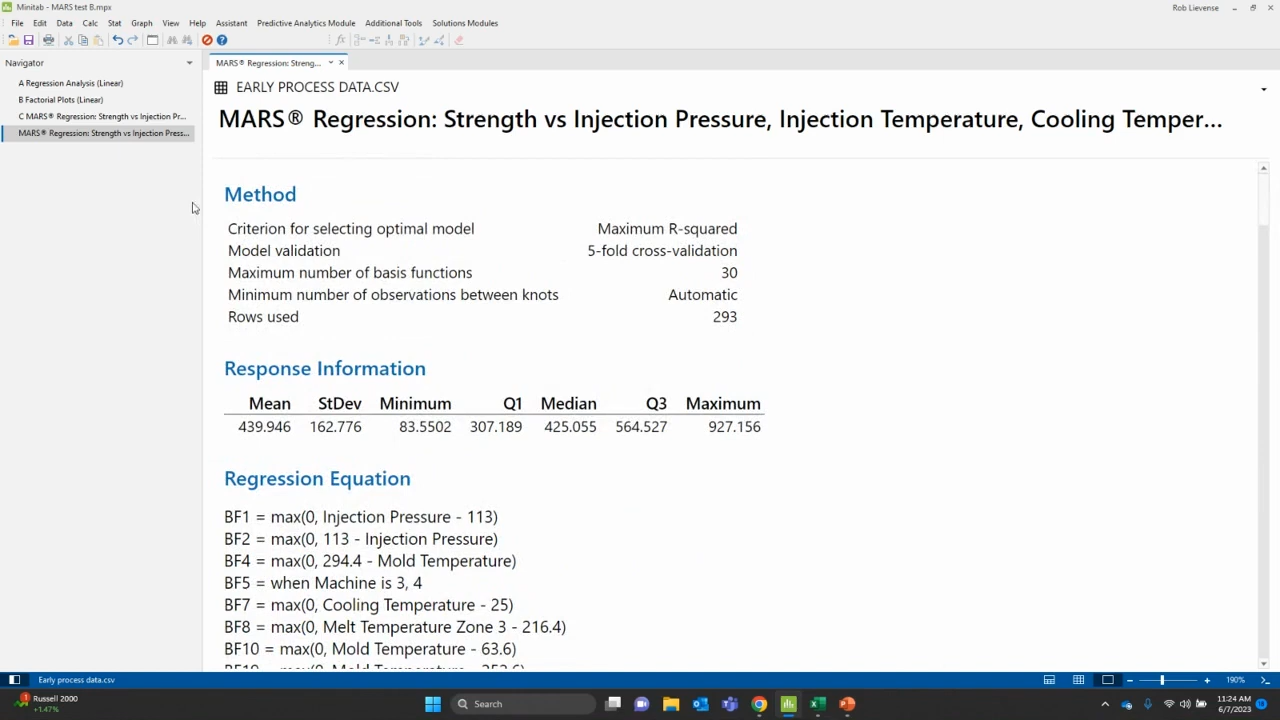 Minitab - MARS test B.mpx
Rob Lievense
File Edit Data Calc Stat Graph View Help Assistant Predictive Analytics Module Additional Tools Solutions Modules
Navigator
MARS® Regression: Streng...
A Regression Analysis (Linear)
B Factorial Plots (Linear)
C MARS® Regression: Strength vs Injection Pr...
MARS® Regression: Strength vs Injection Press...
EARLY PROCESS DATA.CSV
MARS® Regression: Strength vs Injection Pressure, Injection Temperature, Cooling Temper...
Method
Criterion for selecting optimal model Maximum R-squared
Model validation 5-fold cross-validation
Maximum number of basis functions 30
Minimum number of observations between knots Automatic
Rows used 293
Response Information
Mean StDev Minimum Q1 Median Q3 Maximum
439.946 162.776 83.5502 307.189 425.055 564.527 927.156
Regression Equation
BF1 = max(0, Injection Pressure - 113)
BF2 = max(0, 113 - Injection Pressure)
BF4 = max(0, 294.4 - Mold Temperature)
BF5 = when Machine is 3, 4
BF7 = max(0, Cooling Temperature - 25)
BF8 = max(0, Melt Temperature Zone 3 - 216.4)
BF10 = max(0, Mold Temperature - 63.6)
Early process data.csv
190%
Russell 2000
+1.47%
Search
11:24 AM
6/7/2023